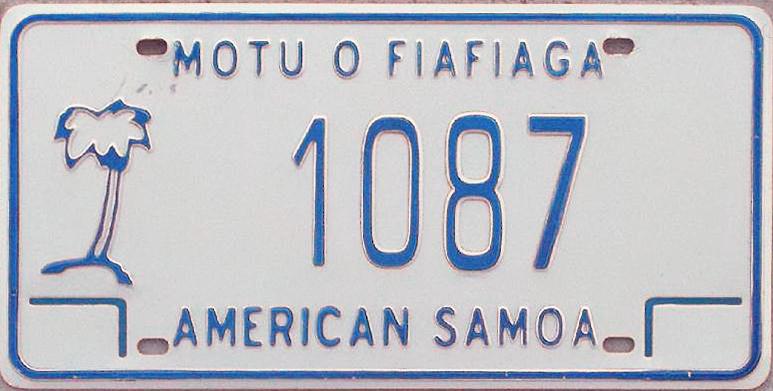 MOTU O FIAFIAGA
1087
AMERICAN SAMOA